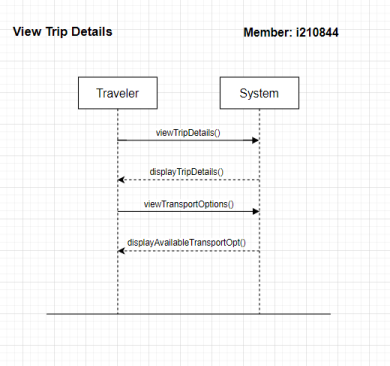 View Trip Details
Member: i210844
Traveler
System
viewTripDetails()
displayTripDetails()
viewTransportOptions()
displayAvailableTransportOpt()